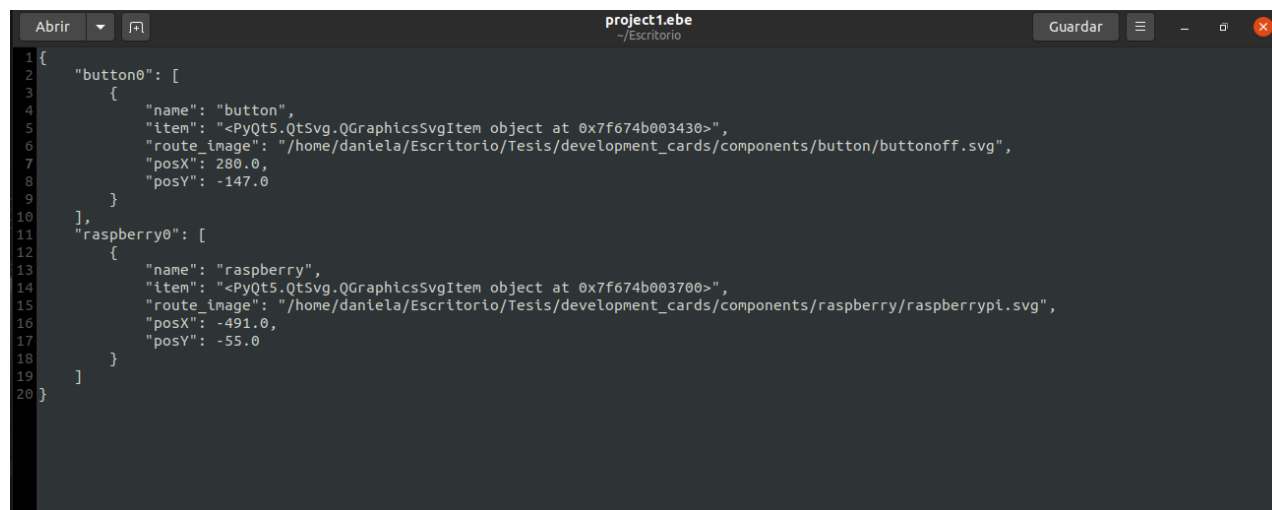 Abrir
project1.ebe
~/Escritorio
Guardar
1 {
2     "button0": [
3         {
4             "name": "button",
5             "item": "<PyQt5.QtSvg.QGraphicsSvgItem object at 0x7f674b003430>",
6             "route_image": "/home/daniela/Escritorio/Tesis/development_cards/components/button/buttonoff.svg",
7             "posX": 280.0,
8             "posY": -147.0
9         }
10     ],
11     "raspberry0": [
12         {
13             "name": "raspberry",
14             "item": "<PyQt5.QtSvg.QGraphicsSvgItem object at 0x7f674b003700>",
15             "route_image": "/home/daniela/Escritorio/Tesis/development_cards/components/raspberry/raspberrypi.svg",
16             "posX": -491.0,
17             "posY": -55.0
18         }
19     ]
20 }